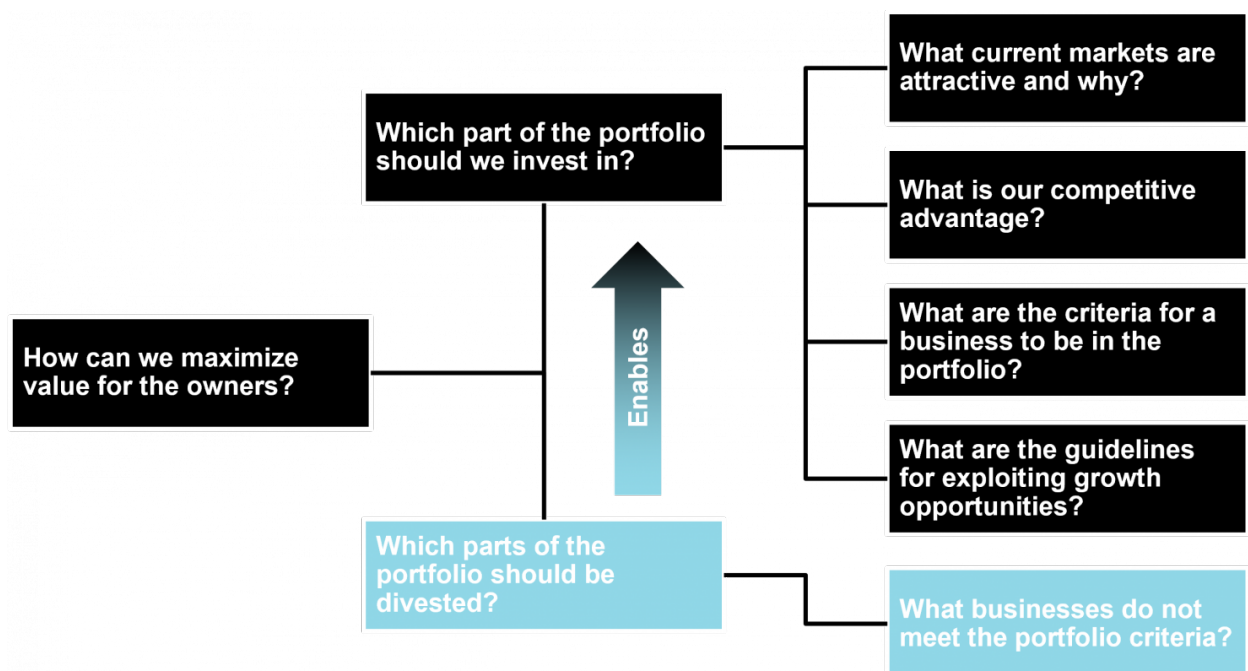 How can we maximize
value for the owners?
Which part of the portfolio
should we invest in?
Enables
Which parts of the
portfolio should be
divested?
What current markets are
attractive and why?
What is our competitive
advantage?
What are the criteria for a
business to be in the
portfolio?
What are the guidelines
for exploiting growth
opportunities?
What businesses do not
meet the portfolio criteria?